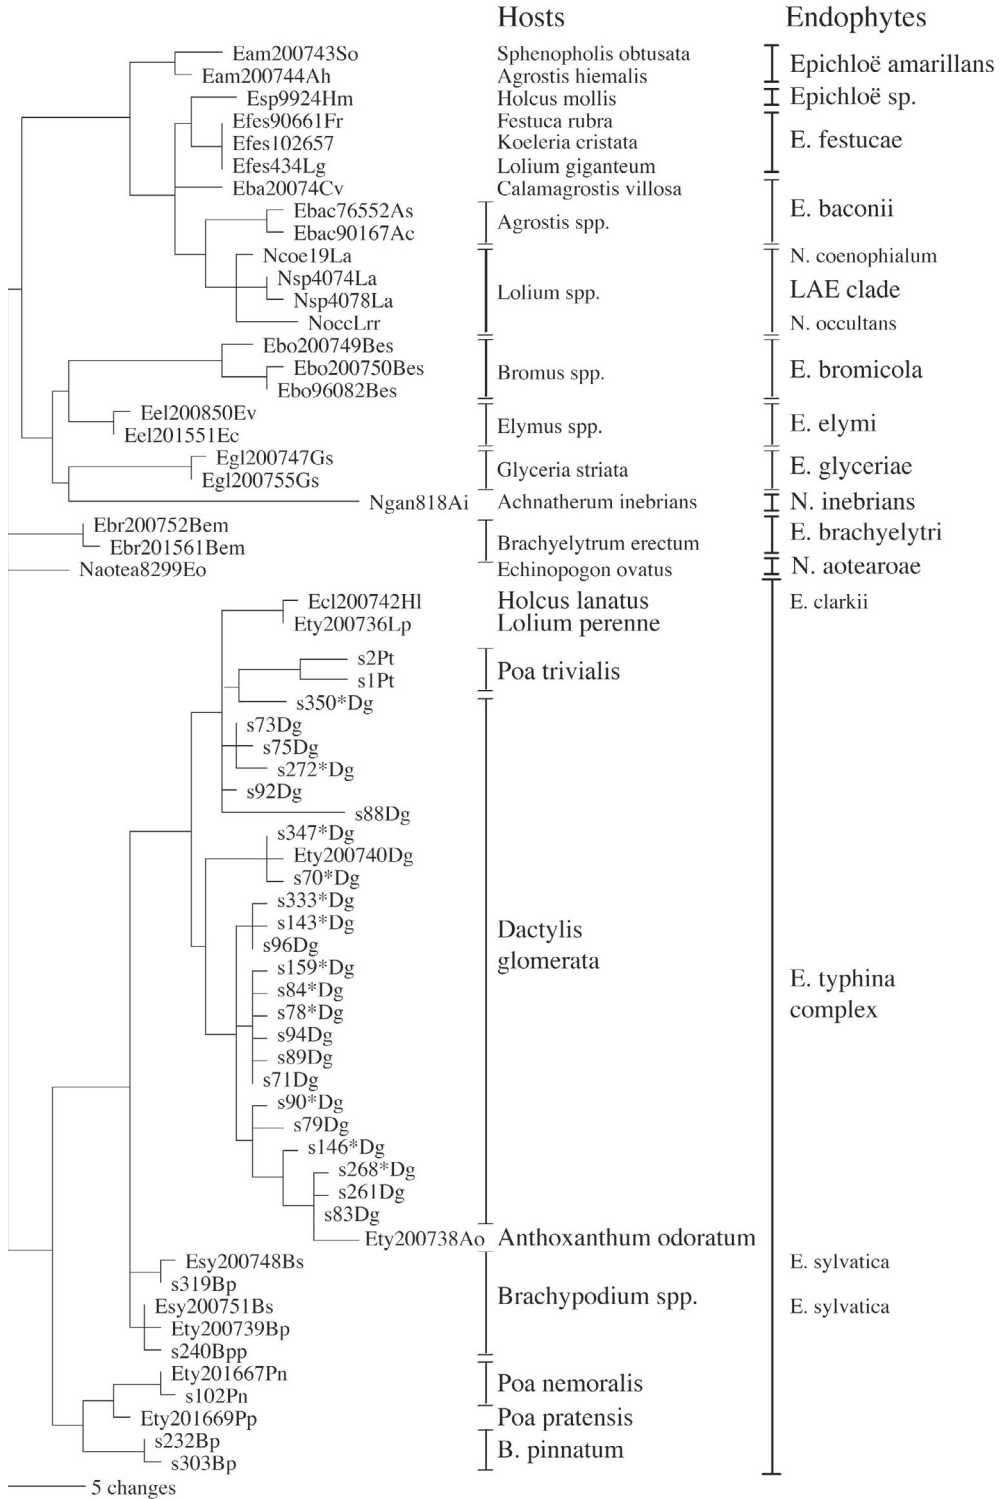 Hosts Endophytes
Eam200743So Sphenopholis obtusata
Epichloë amarillans
Eam200744Ah Agrostis hiemalis
Esp9924Hm Holcus mollis Epichloë sp.
Efes90661Fr Festuca rubra
Efes102657 Koeleria cristata E. festucae
Efes434Lg Lolium giganteum
Eba20074Cv Calamagrostis villosa
Ebac76552As E. baconii
Agrostis spp.
Ebac90167Ac
Ncoe19La N. coenophialum
Nsp4074La
Lolium spp. LAE clade
Nsp4078La
NoccLrr N. occultans
Ebo200749Bes
Ebo200750Bes Bromus spp. E. bromicola
Ebo96082Bes
Eel200850Ev
Elymus spp. E. elymi
Eel201551Ec
Egl200747Gs
Glyceria striata E. glyceriae
Egl200755Gs
Ngan818Ai Achnatherum inebrians N. inebrians
Ebr200752Bem
E. brachyelytri
Ebr201561Bem Brachyelytrum erectum
Naotea8299Eo Echinopogon ovatus N. aotearoae
Ecl200742Hl Holcus lanatus E. clarkii
Ety200736Lp Lolium perenne
s2Pt
Poa trivialis
s1Pt
s350*Dg
s73Dg
s75Dg
s272*Dg
s92Dg
s88Dg
s347*Dg
Ety200740Dg
s70*Dg
s333*Dg
s143*Dg
Dactylis
s96Dg
glomerata
s159*Dg
E. typhina
s84*Dg
complex
s78*Dg
s94Dg
s89Dg
s71Dg
s90*Dg
s79Dg
s146*Dg
s268*Dg
s261Dg
s83Dg
Ety200738Ao Anthoxanthum odoratum
Esy200748Bs E. sylvatica
s319Bp
Brachypodium spp.
Esy200751Bs E. sylvatica
Ety200739Bp
s240Bpp
Ety201667Pn
Poa nemoralis
s102Pn
Ety201669Pp Poa pratensis
s232Bp
B. pinnatum
s303Bp
5 changes